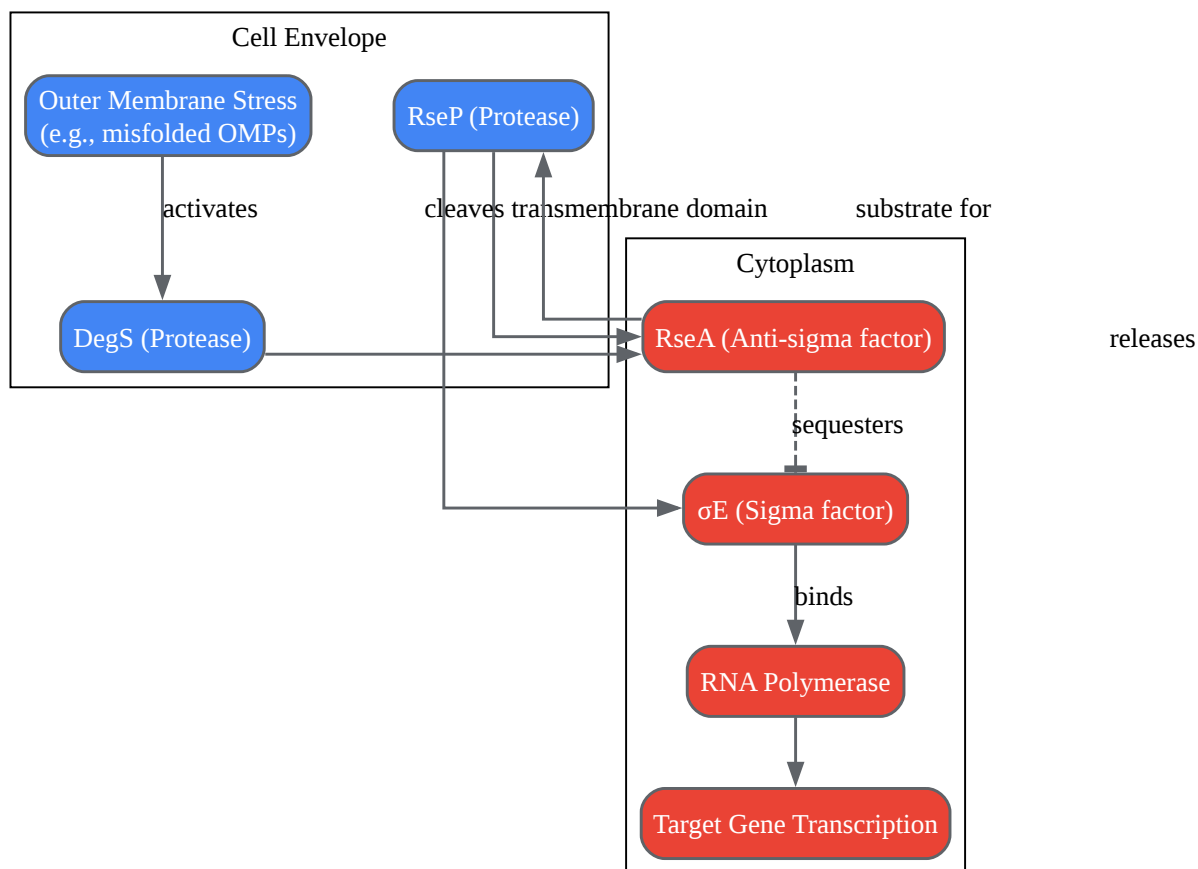 Cell Envelope
Outer Membrane Stress
(e.g., misfolded OMPs)
RseP (Protease)
activates
cleaves transmembrane domain
substrate for
Cytoplasm
DegS (Protease)
RseA (Anti-sigma factor)
releases
sequesters
σE (Sigma factor)
binds
RNA Polymerase
Target Gene Transcription